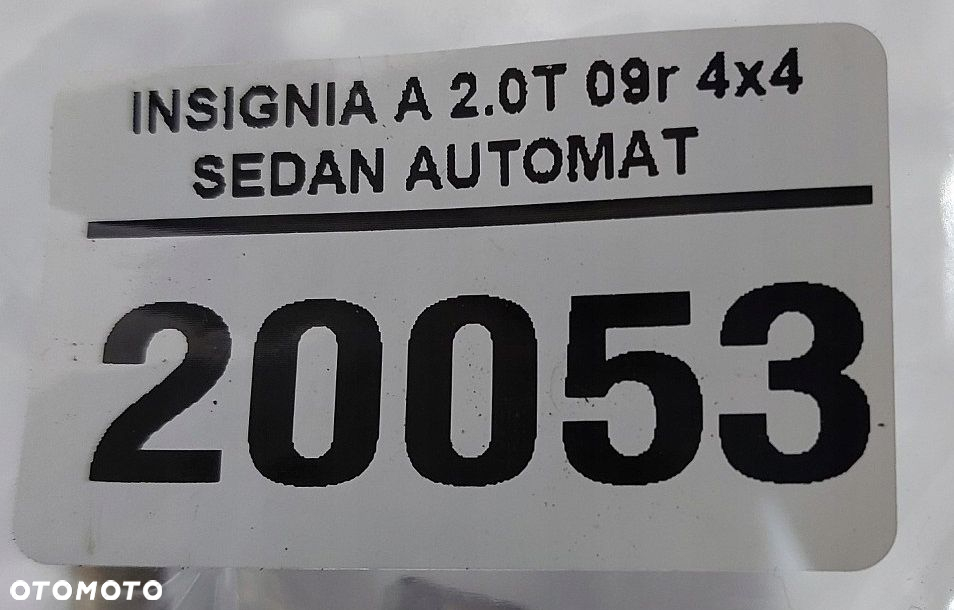 INSIGNIA A 2.0T 09r 4x4
SEDAN AUTOMAT
20053
OTOMOTO